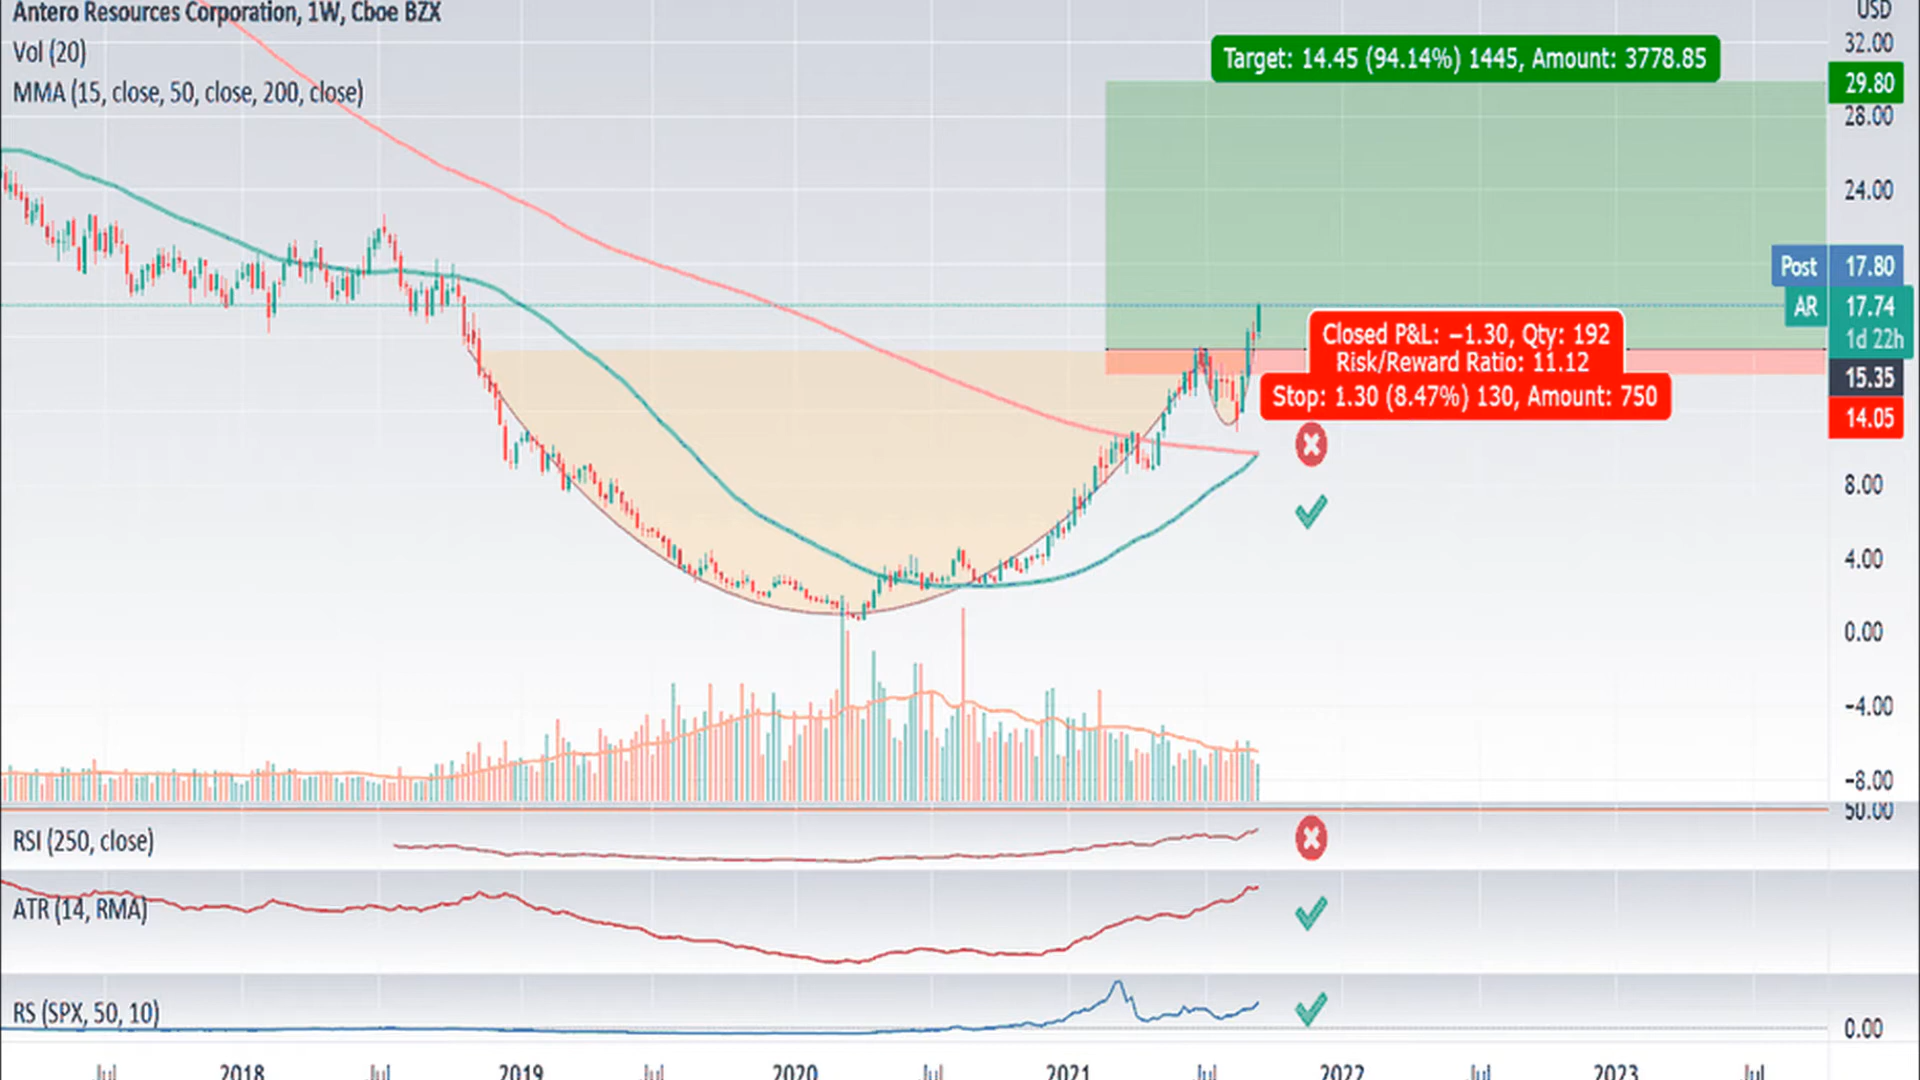 Antero Resources Corporation, 1W, Cboe BZX
Vol (20)
MMA (15, close, 50, close, 200, close)
USD
32.00
Target: 14.45 (94.14%) 1445, Amount: 3778.85
29.80
28.00
24.00
Post 17.80
AR 17.74
1d 22h
Closed P&L: −1.30, Qty: 192
Risk/Reward Ratio: 11.12
15.35
Stop: 1.30 (8.47%) 130, Amount: 750
14.05
8.00
4.00
0.00
−4.00
−8.00
50.00
RSI (250, close)
ATR (14, RMA)
RS (SPX, 50, 10)
0.00
Jul 2018 Jul 2019 Jul 2020 Jul 2021 Jul 2022 Jul 2023 Jul